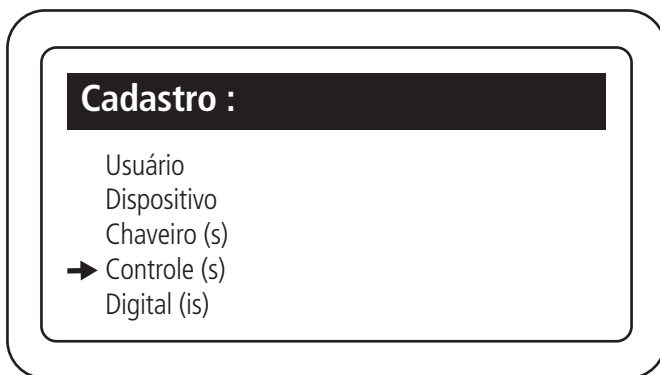 Cadastro :
Usuário
Dispositivo
Chaveiro (s)
Controle (s)
Digital (is)